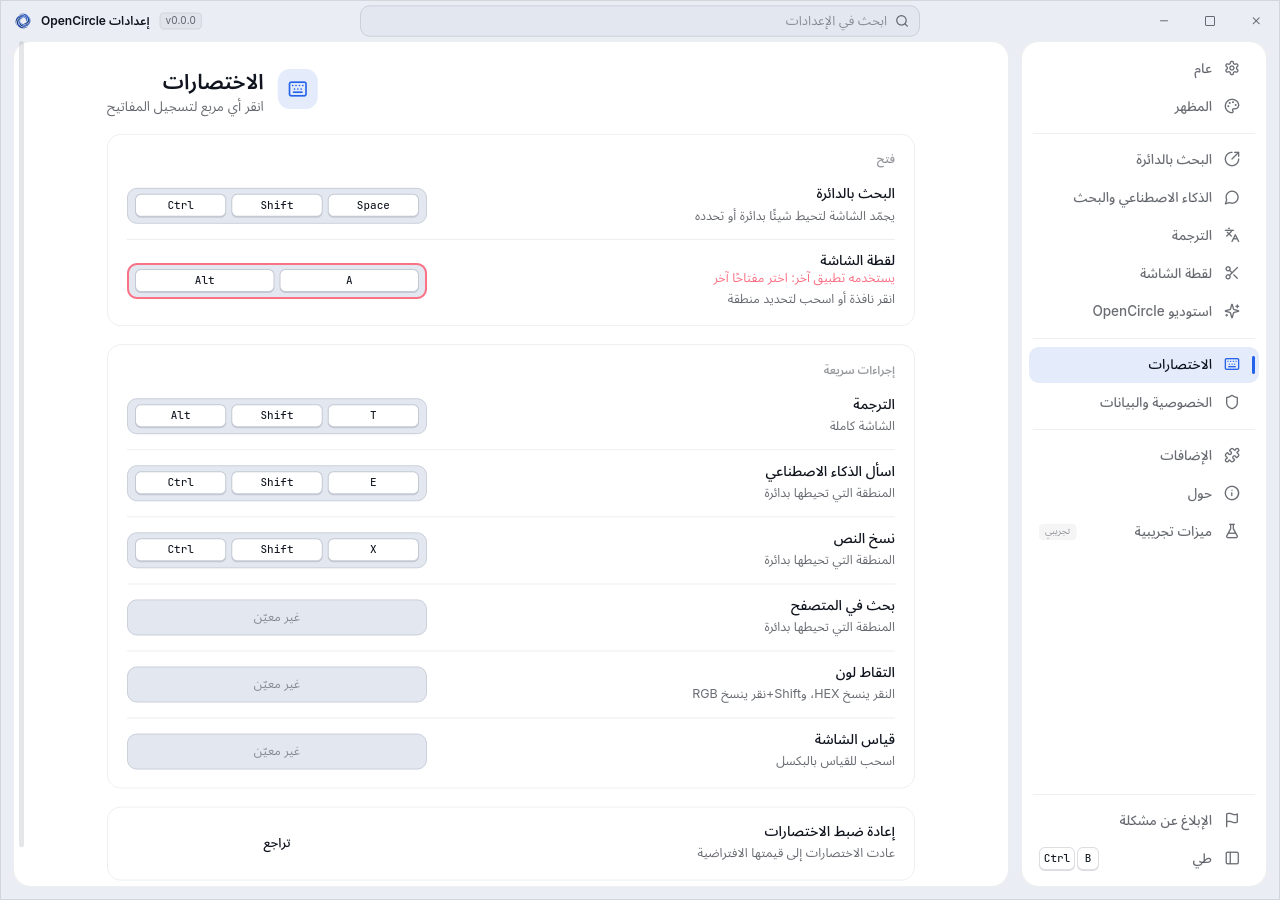 إعدادات OpenCircle
v0.0.0
ابحث في الإعدادات
عام
المظهر
البحث بالدائرة
الذكاء الاصطناعي والبحث
الترجمة
لقطة الشاشة
استوديو OpenCircle
الاختصارات
الخصوصية والبيانات
الإضافات
حول
ميزات تجريبية
تجريبي
الإبلاغ عن مشكلة
طي
Ctrl B
الاختصارات
انقر أي مربع لتسجيل المفاتيح
فتح
البحث بالدائرة
يجمّد الشاشة لتحيط شيئًا بدائرة أو تحدده
Ctrl Shift Space
لقطة الشاشة
يستخدمه تطبيق آخر: اختر مفتاحًا آخر
انقر نافذة أو اسحب لتحديد منطقة
Alt A
إجراءات سريعة
الترجمة
الشاشة كاملة
Alt Shift T
اسأل الذكاء الاصطناعي
المنطقة التي تحيطها بدائرة
Ctrl Shift E
نسخ النص
المنطقة التي تحيطها بدائرة
Ctrl Shift X
بحث في المتصفح
المنطقة التي تحيطها بدائرة
غير معيّن
التقاط لون
النقر ينسخ HEX، وShift+نقر ينسخ RGB
غير معيّن
قياس الشاشة
اسحب للقياس بالبكسل
غير معيّن
إعادة ضبط الاختصارات
عادت الاختصارات إلى قيمتها الافتراضية
تراجع